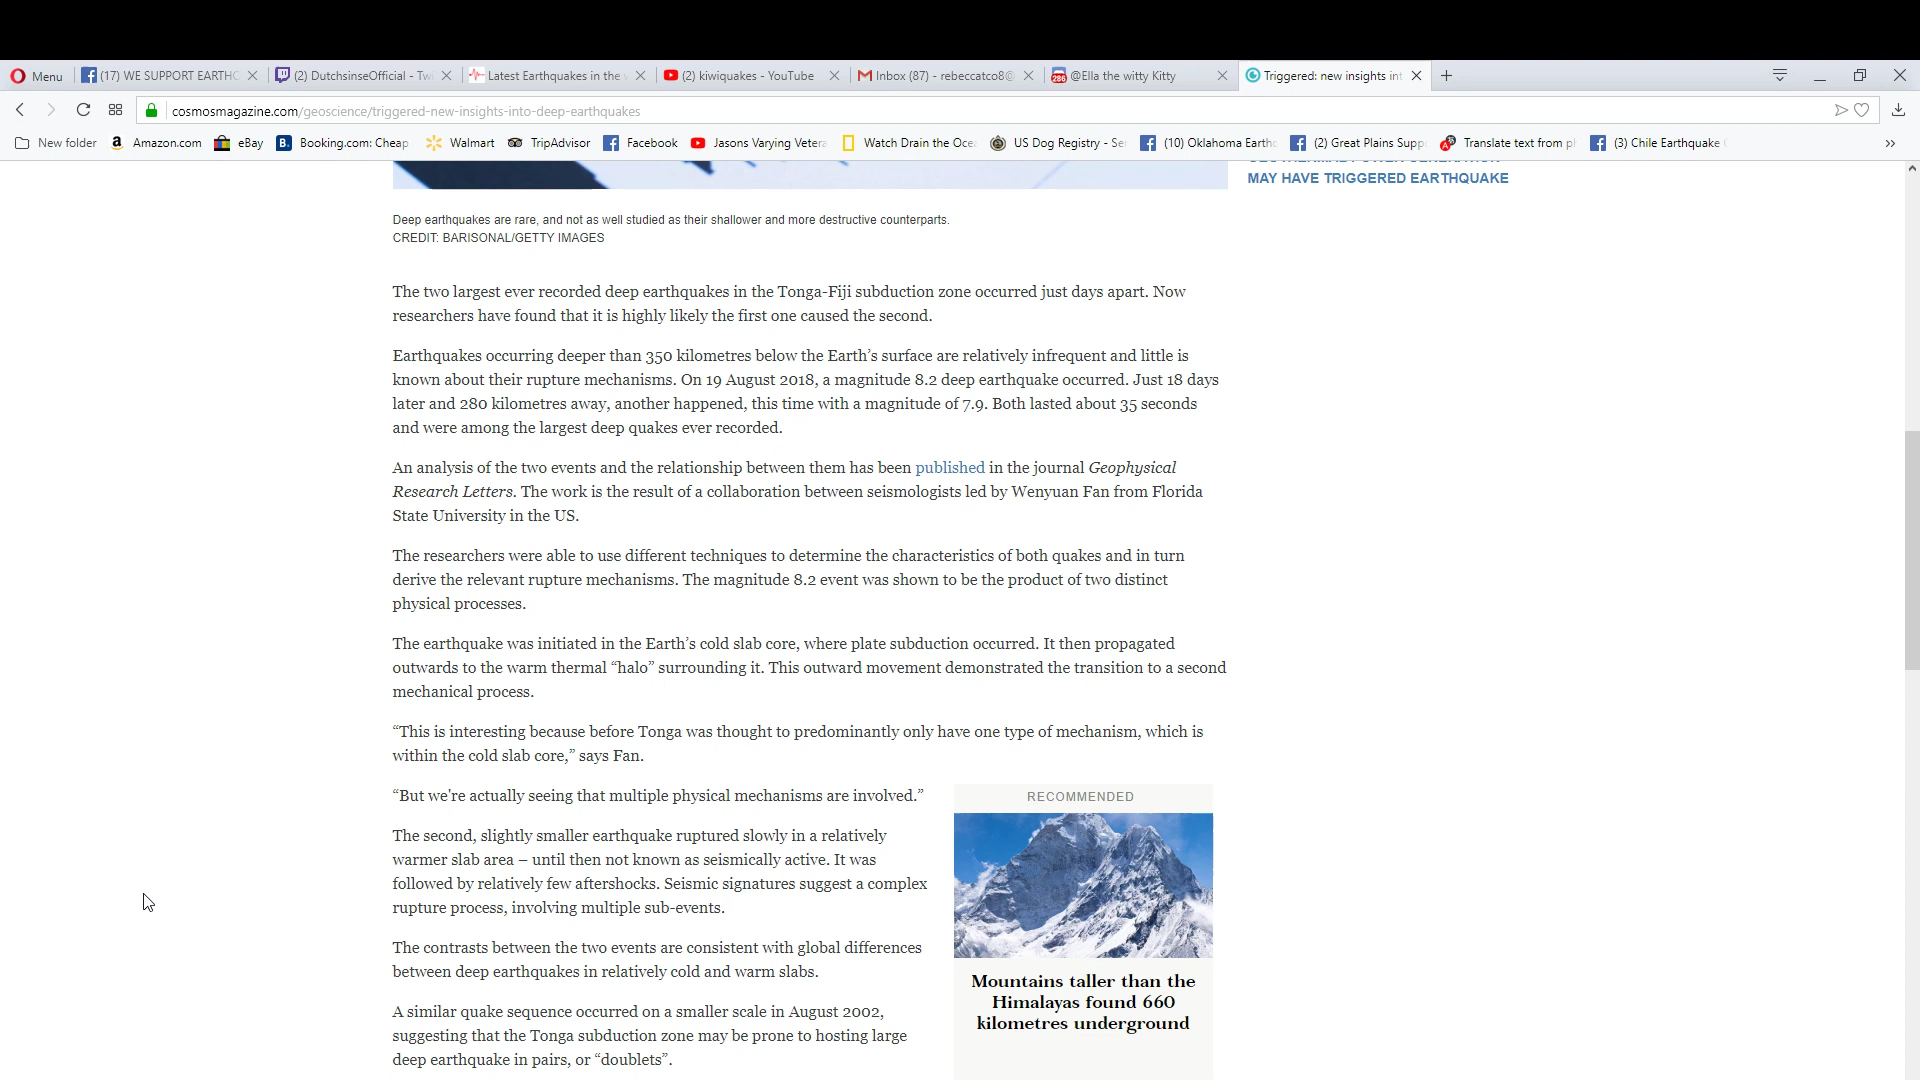 Menu
(17) WE SUPPORT EARTHC
(2) DutchsinseOfficial - Tw
Latest Earthquakes in the
(2) kiwiquakes - YouTube
Inbox (87) - rebeccatco8@
@Ella the witty Kitty
Triggered: new insights int
cosmosmagazine.com/geoscience/triggered-new-insights-into-deep-earthquakes
New folder
Amazon.com
eBay
Booking.com: Cheap
Walmart
TripAdvisor
Facebook
Jasons Varying Vetera
Watch Drain the Oce
US Dog Registry - Se
(10) Oklahoma Earth
(2) Great Plains Supp
Translate text from
(3) Chile Earthquake
MAY HAVE TRIGGERED EARTHQUAKE
Deep earthquakes are rare, and not as well studied as their shallower and more destructive counterparts.
CREDIT: BARISONAL/GETTY IMAGES
The two largest ever recorded deep earthquakes in the Tonga-Fiji subduction zone occurred just days apart. Now
researchers have found that it is highly likely the first one caused the second.
Earthquakes occurring deeper than 350 kilometres below the Earth’s surface are relatively infrequent and little is
known about their rupture mechanisms. On 19 August 2018, a magnitude 8.2 deep earthquake occurred. Just 18 days
later and 280 kilometres away, another happened, this time with a magnitude of 7.9. Both lasted about 35 seconds
and were among the largest deep quakes ever recorded.
An analysis of the two events and the relationship between them has been published in the journal Geophysical
Research Letters. The work is the result of a collaboration between seismologists led by Wenyuan Fan from Florida
State University in the US.
The researchers were able to use different techniques to determine the characteristics of both quakes and in turn
derive the relevant rupture mechanisms. The magnitude 8.2 event was shown to be the product of two distinct
physical processes.
The earthquake was initiated in the Earth’s cold slab core, where plate subduction occurred. It then propagated
outwards to the warm thermal “halo” surrounding it. This outward movement demonstrated the transition to a second
mechanical process.
“This is interesting because before Tonga was thought to predominantly only have one type of mechanism, which is
within the cold slab core,” says Fan.
“But we're actually seeing that multiple physical mechanisms are involved.”
The second, slightly smaller earthquake ruptured slowly in a relatively
warmer slab area – until then not known as seismically active. It was
followed by relatively few aftershocks. Seismic signatures suggest a complex
rupture process, involving multiple sub-events.
The contrasts between the two events are consistent with global differences
between deep earthquakes in relatively cold and warm slabs.
A similar quake sequence occurred on a smaller scale in August 2002,
suggesting that the Tonga subduction zone may be prone to hosting large
deep earthquake in pairs, or “doublets”.
RECOMMENDED
Mountains taller than the
Himalayas found 660
kilometres underground